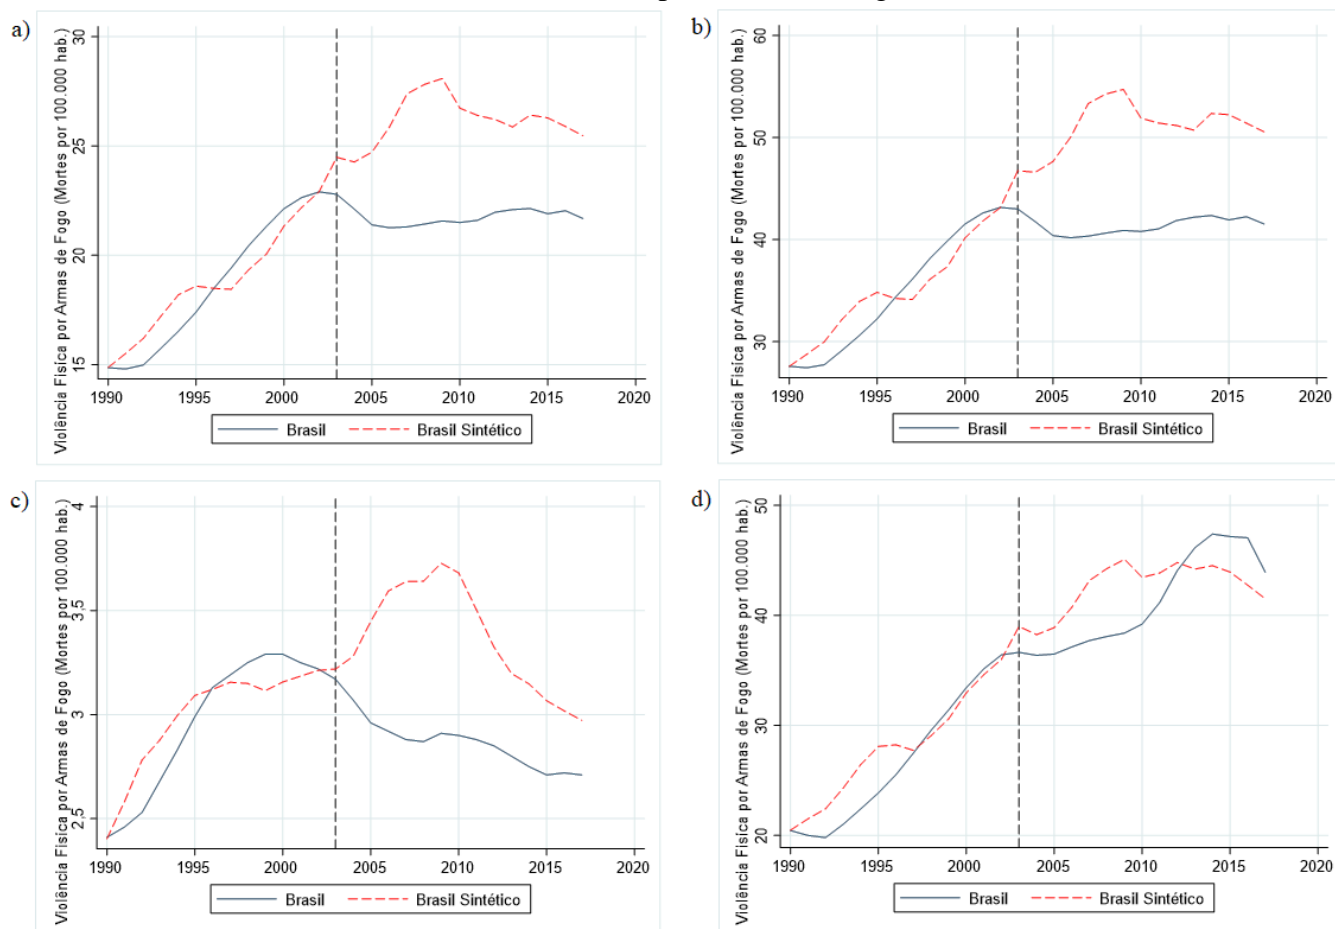 a)
Violência Física por Armas de Fogo (Mortes por 100.000 hab.)
30
25
20
15
1990 1995 2000 2005 2010 2015 2020
Brasil Brasil Sintético
b)
Violência Física por Armas de Fogo (Mortes por 100.000 hab.)
60
50
40
30
1990 1995 2000 2005 2010 2015 2020
Brasil Brasil Sintético
c)
Violência Física por Armas de Fogo (Mortes por 100.000 hab.)
4
3.5
3
2.5
1990 1995 2000 2005 2010 2015 2020
Brasil Brasil Sintético
d)
Violência Física por Armas de Fogo (Mortes por 100.000 hab.)
50
40
30
20
1990 1995 2000 2005 2010 2015 2020
Brasil Brasil Sintético